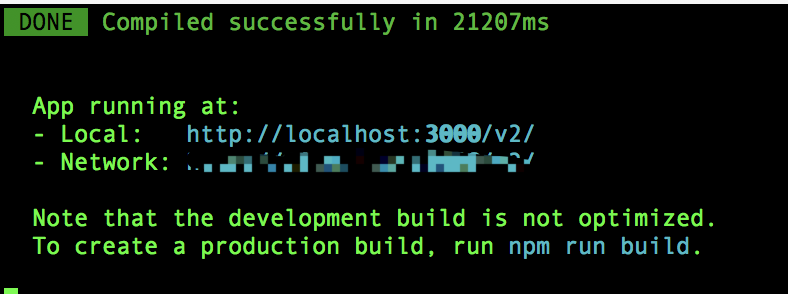 DONE Compiled successfully in 21207ms
App running at:
- Local: http://localhost:3000/v2/
- Network:
Note that the development build is not optimized.
To create a production build, run npm run build.